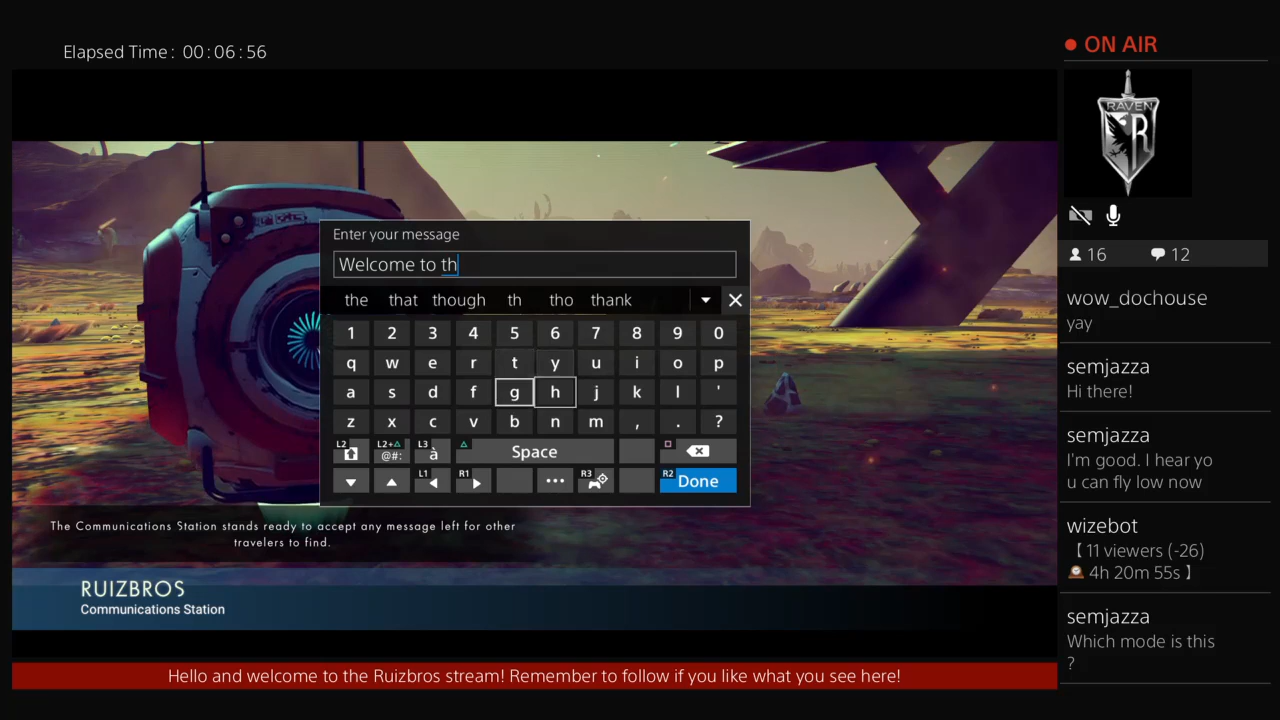 Elapsed Time: 00:06:56
ON AIR
RAVEN
R
16 12
wow_dochouse
yay
semjazza
Hi there!
semjazza
I'm good. I hear yo
u can fly low now
wizebot
【11 viewers (-26)
4h 20m 55s】
semjazza
Which mode is this
?
Enter your message
Welcome to th
the that though th tho thank
1 2 3 4 5 6 7 8 9 0
q w e r t y u i o p
a s d f g h j k l '
z x c v b n m , . ?
L2 L2+△ @#: L3 à △ Space □
L1 R1 ... R3 R2 Done
The Communications Station stands ready to accept any message left for other
travelers to find.
RUIZBROS
Communications Station
Hello and welcome to the Ruizbros stream! Remember to follow if you like what you see here!